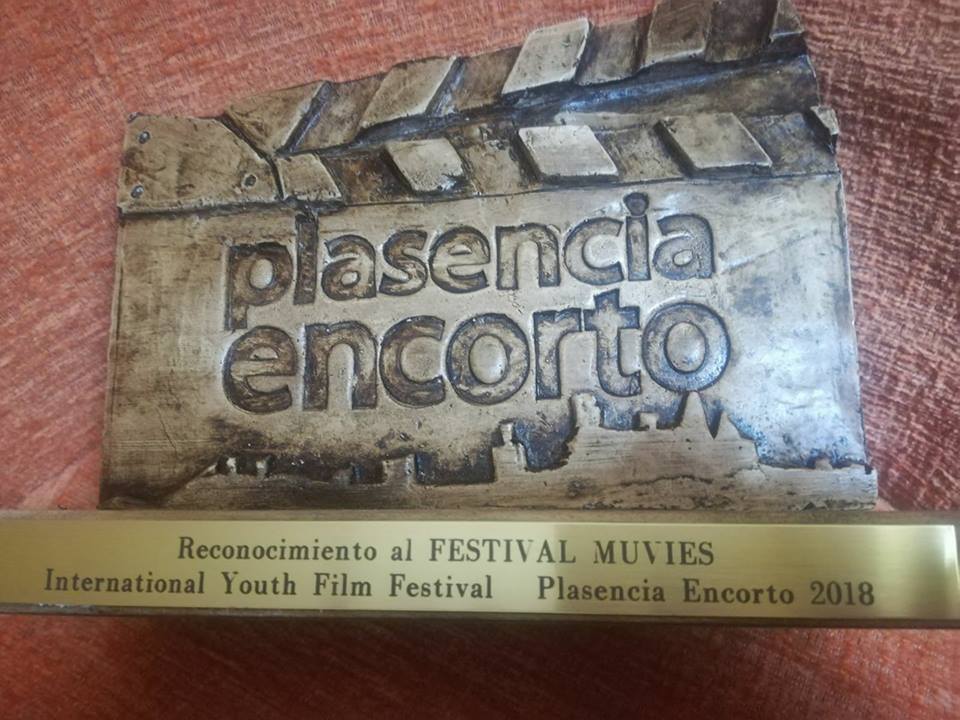 plasencia
encorto
Reconocimiento al FESTIVAL MUVIES
International Youth Film Festival Plasencia Encorto 2018